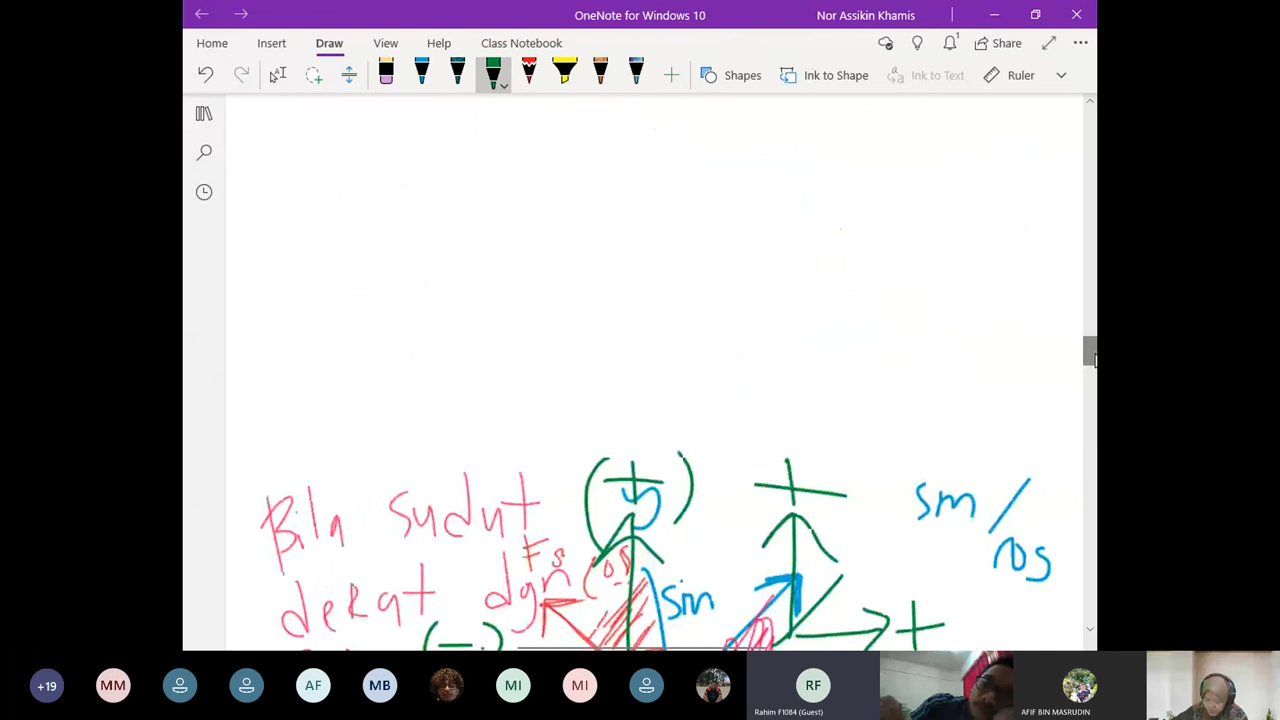 OneNote for Windows 10
Nor Assikin Khamis
Home Insert Draw View Help Class Notebook
1
Share
Shapes
Ink to Shape
Ink to Text
Ruler
(+) + sin /
Bila sudut
cos
Fs
dekat dgn
cos
sin
(-) +
+19
MM
AF
MB
MI
MI
RF
Rahim F1084 (Guest)
AFIF BIN MASRUDIN